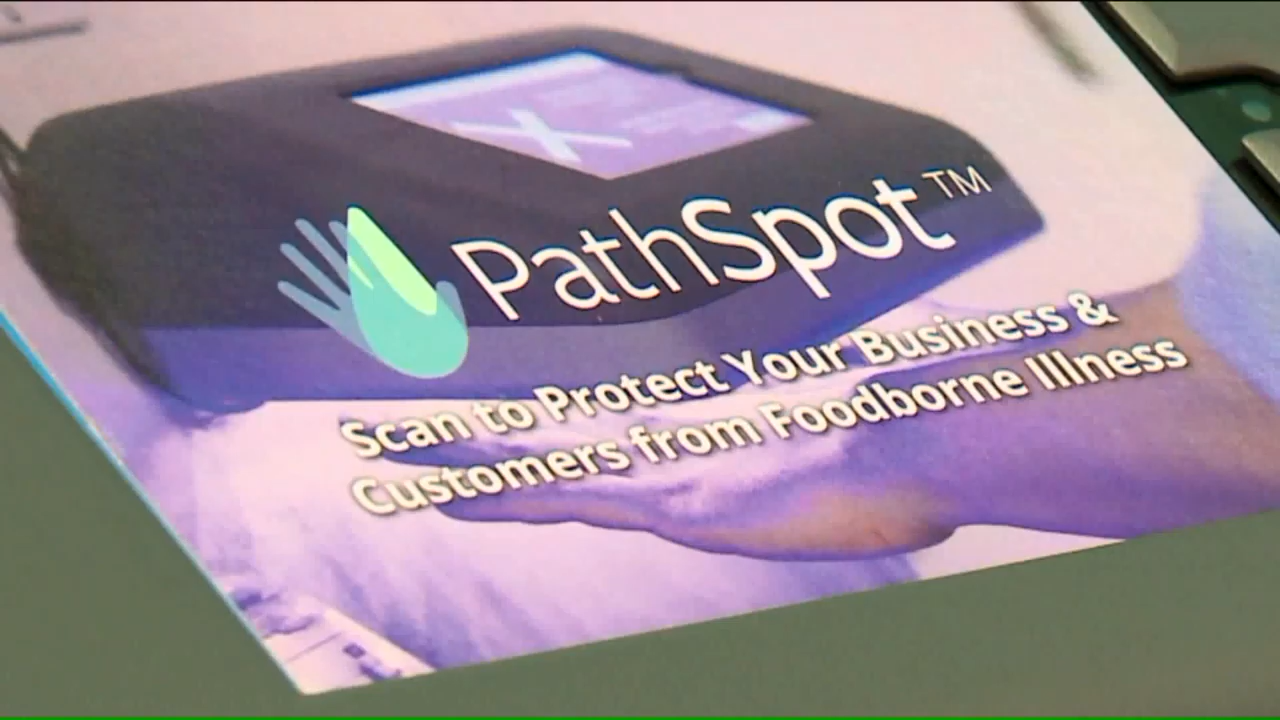 PathSpot™
Scan to Protect Your Business &
Customers from Foodborne Illness